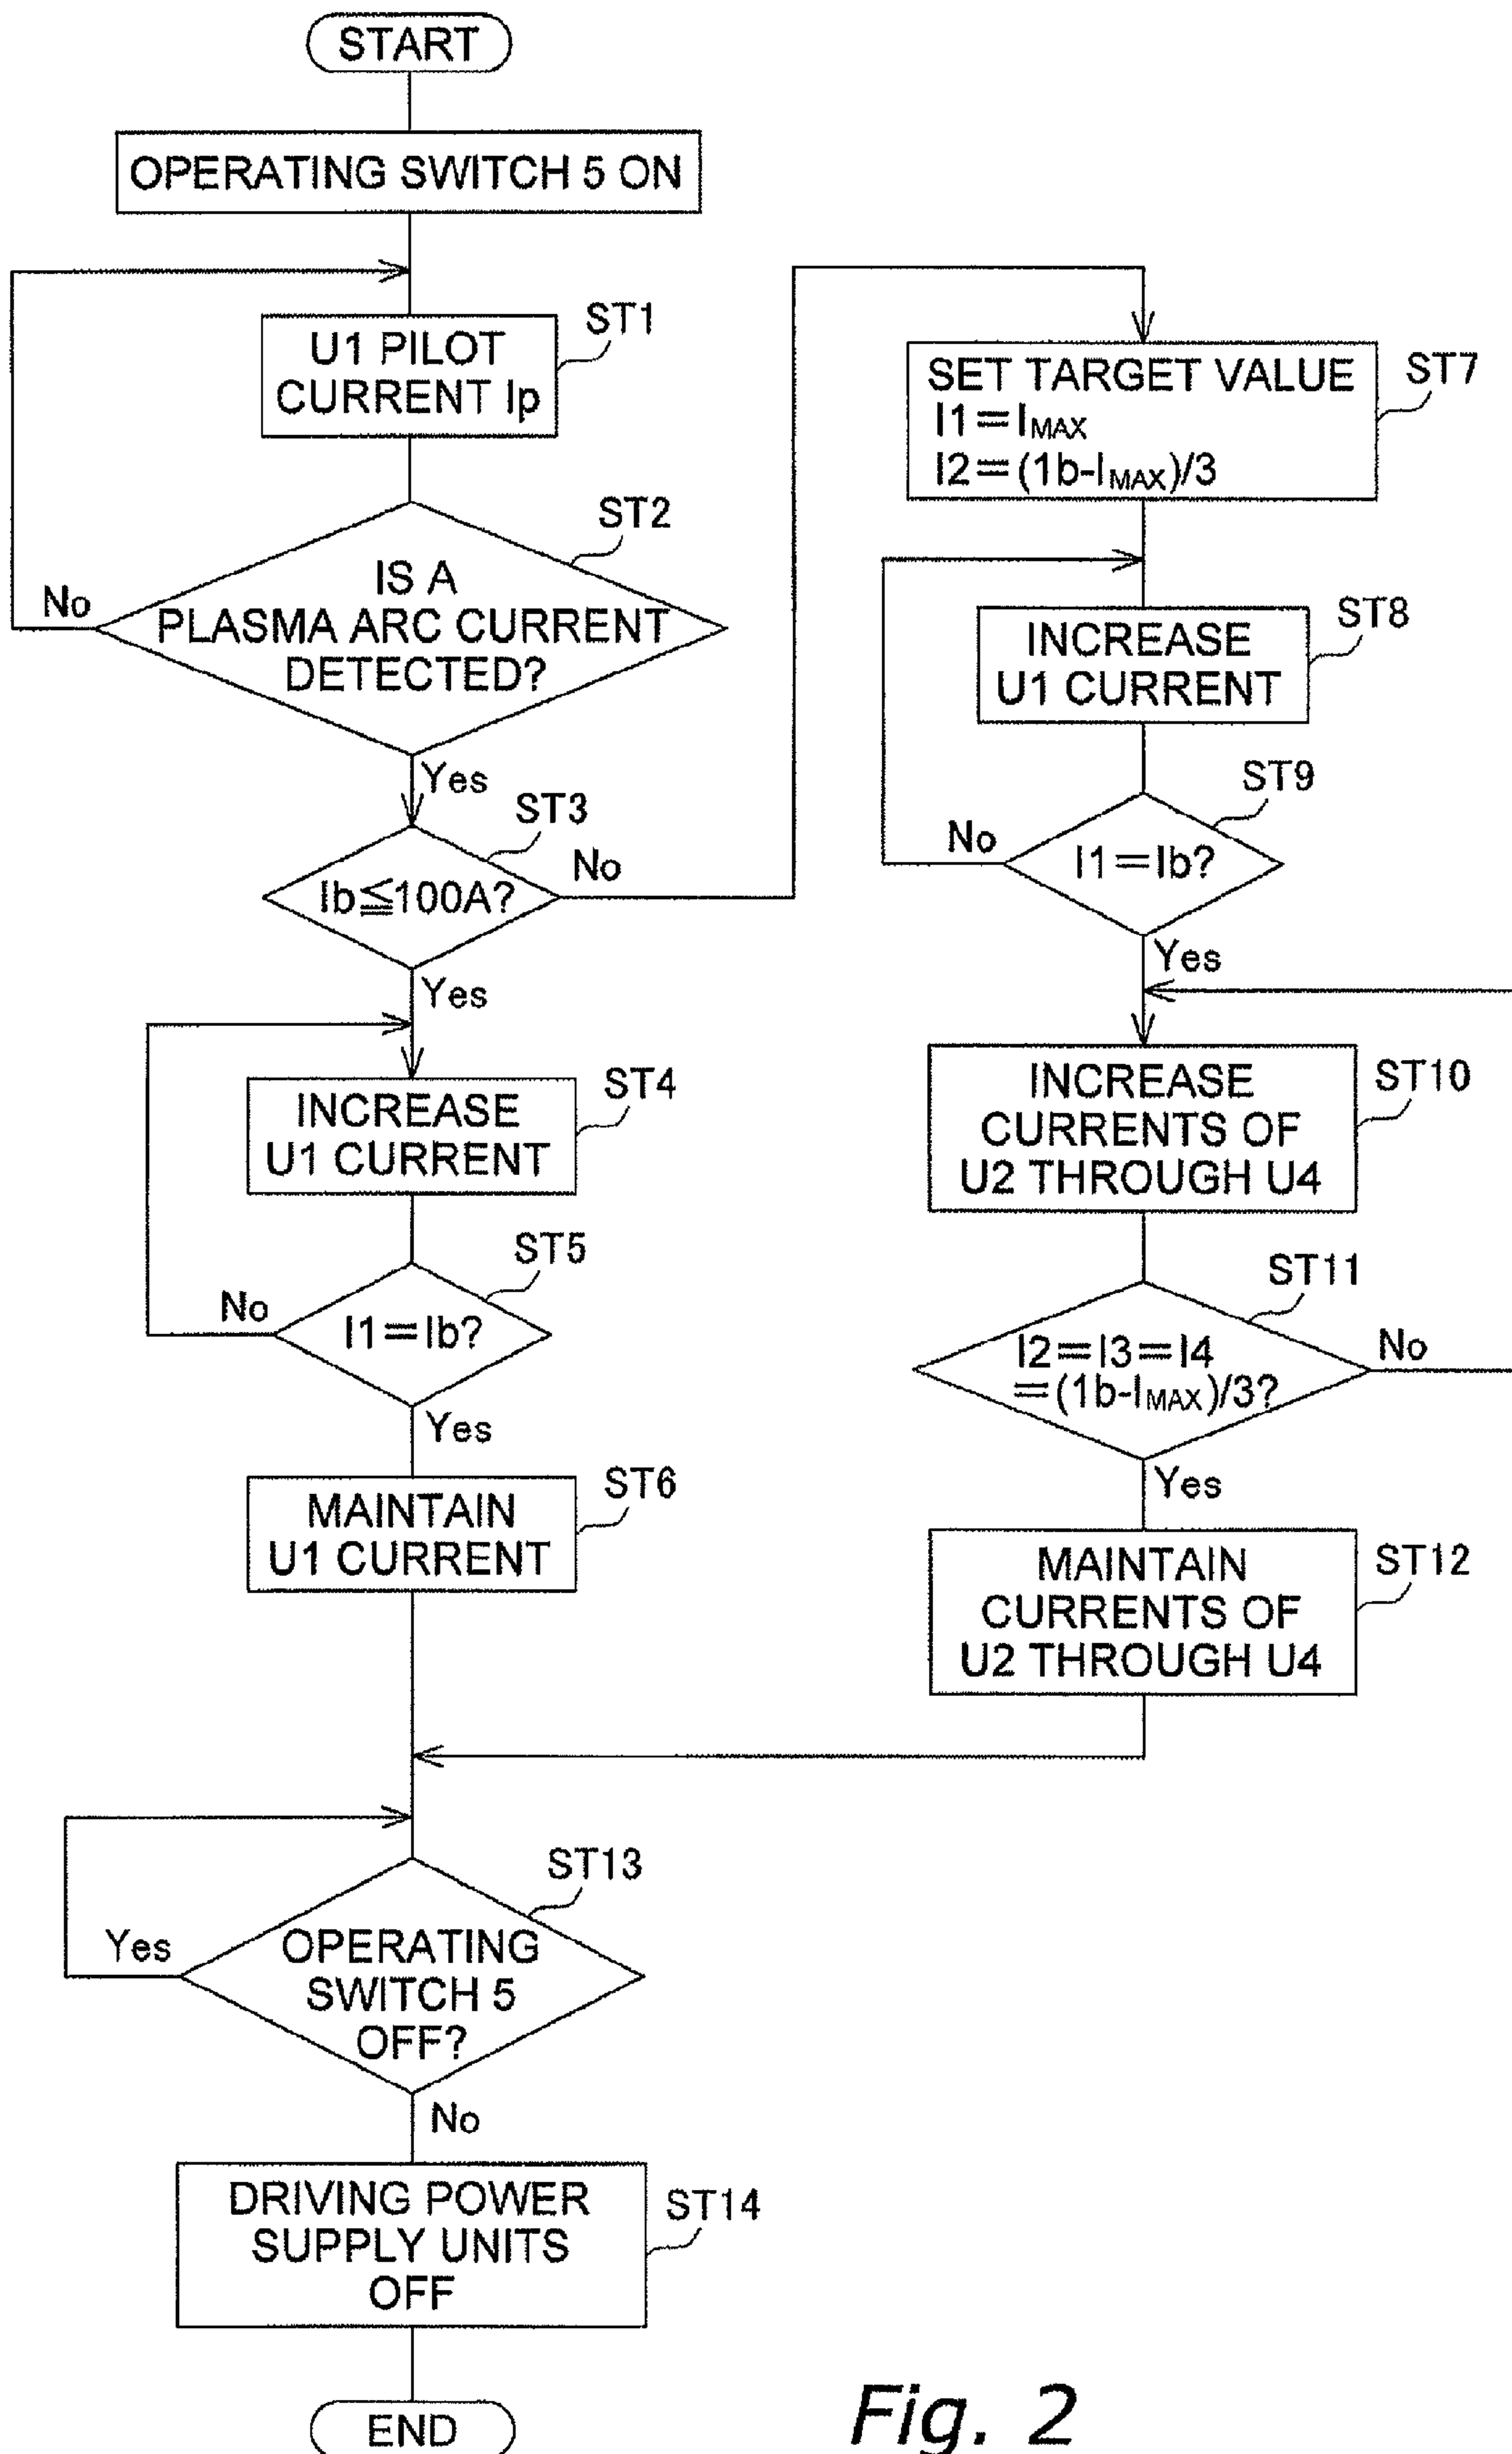 START
OPERATING SWITCH 5 ON
ST1
U1 PILOT
CURRENT Ip
ST2
IS A
PLASMA ARC CURRENT
DETECTED?
No
Yes
ST3
Ib≦100A?
No
Yes
ST4
INCREASE
U1 CURRENT
ST5
I1=Ib?
No
Yes
ST6
MAINTAIN
U1 CURRENT
ST7
SET TARGET VALUE
I1=IMAX
I2=(1b-IMAX)/3
ST8
INCREASE
U1 CURRENT
ST9
I1=Ib?
No
Yes
ST10
INCREASE
CURRENTS OF
U2 THROUGH U4
ST11
I2=I3=I4
=(1b-IMAX)/3?
No
Yes
ST12
MAINTAIN
CURRENTS OF
U2 THROUGH U4
ST13
OPERATING
SWITCH 5
OFF?
Yes
No
ST14
DRIVING POWER
SUPPLY UNITS
OFF
END
Fig. 2